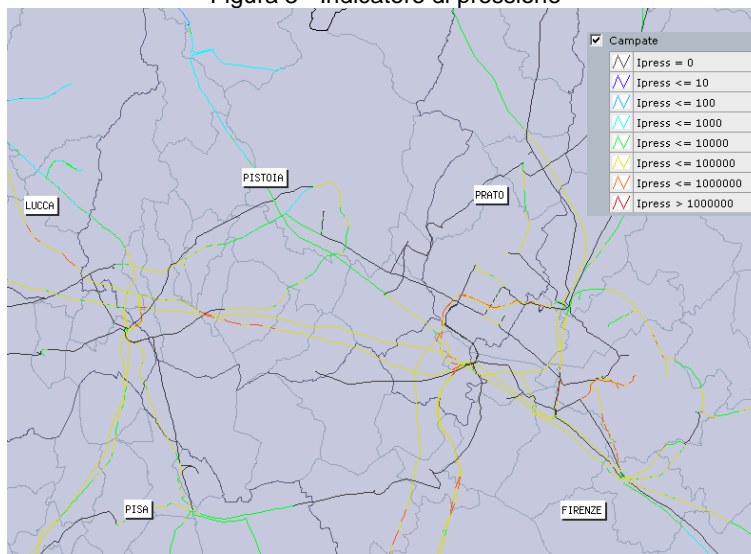 Figura 8 - Indicatore di pressione
Campate
Ipress = 0
Ipress <= 10
Ipress <= 100
Ipress <= 1000
Ipress <= 10000
Ipress <= 100000
Ipress <= 1000000
Ipress > 1000000
PISTOIA
PRATO
LUCCA
PISA
FIRENZE